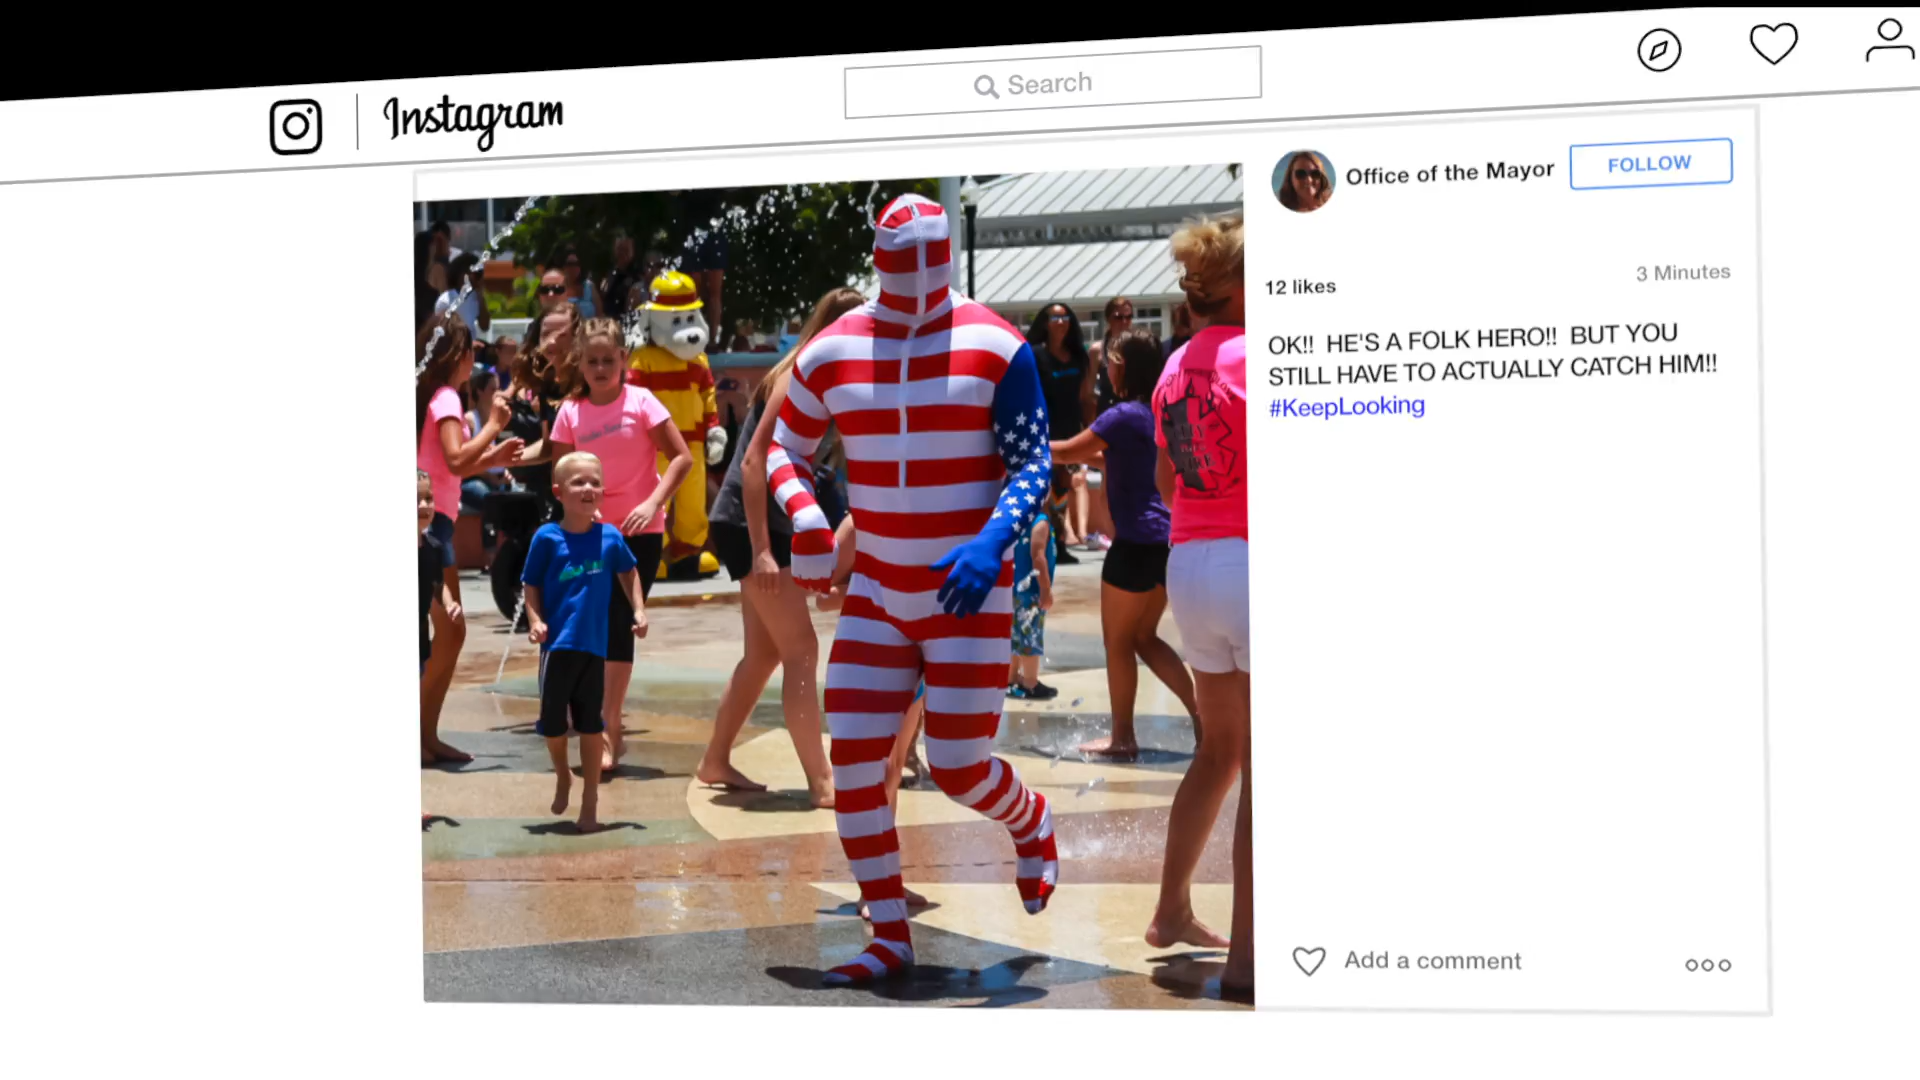 Instagram
Search
Office of the Mayor
FOLLOW
12 likes
3 Minutes
OK!! HE'S A FOLK HERO!! BUT YOU
STILL HAVE TO ACTUALLY CATCH HIM!!
#KeepLooking
Add a comment